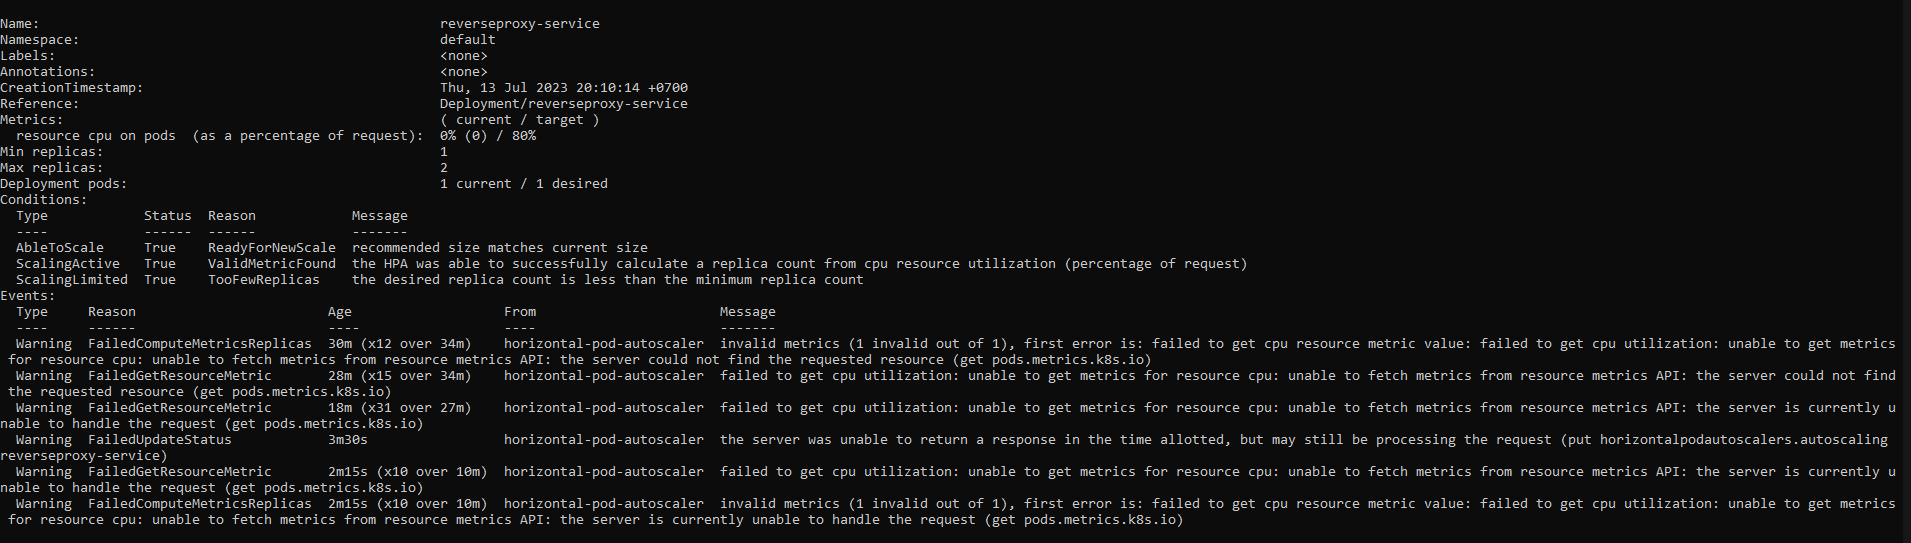 Name:                                                  reverseproxy-service
Namespace:                                             default
Labels:                                                <none>
Annotations:                                           <none>
CreationTimestamp:                                     Thu, 13 Jul 2023 20:10:14 +0700
Reference:                                             Deployment/reverseproxy-service
Metrics:                                               ( current / target )
  resource cpu on pods  (as a percentage of request):  0% (0) / 80%
Min replicas:                                          1
Max replicas:                                          2
Deployment pods:                                       1 current / 1 desired
Conditions:
  Type            Status  Reason            Message
  ----            ------  ------            -------
  AbleToScale     True    ReadyForNewScale  recommended size matches current size
  ScalingActive   True    ValidMetricFound  the HPA was able to successfully calculate a replica count from cpu resource utilization (percentage of request)
  ScalingLimited  True    TooFewReplicas    the desired replica count is less than the minimum replica count
Events:
  Type     Reason                        Age                   From                       Message
  ----     ------                        ----                  ----                       -------
  Warning  FailedComputeMetricsReplicas  30m (x12 over 34m)    horizontal-pod-autoscaler  invalid metrics (1 invalid out of 1), first error is: failed to get cpu resource metric value: failed to get cpu utilization: unable to get metrics
 for resource cpu: unable to fetch metrics from resource metrics API: the server could not find the requested resource (get pods.metrics.k8s.io)
  Warning  FailedGetResourceMetric       28m (x15 over 34m)    horizontal-pod-autoscaler  failed to get cpu utilization: unable to get metrics for resource cpu: unable to fetch metrics from resource metrics API: the server could not find
 the requested resource (get pods.metrics.k8s.io)
  Warning  FailedGetResourceMetric       18m (x31 over 27m)    horizontal-pod-autoscaler  failed to get cpu utilization: unable to get metrics for resource cpu: unable to fetch metrics from resource metrics API: the server is currently u
nable to handle the request (get pods.metrics.k8s.io)
  Warning  FailedUpdateStatus            3m30s                 horizontal-pod-autoscaler  the server was unable to return a response in the time allotted, but may still be processing the request (put horizontalpodautoscalers.autoscaling
reverseproxy-service)
  Warning  FailedGetResourceMetric       2m15s (x10 over 10m)  horizontal-pod-autoscaler  failed to get cpu utilization: unable to get metrics for resource cpu: unable to fetch metrics from resource metrics API: the server is currently u
nable to handle the request (get pods.metrics.k8s.io)
  Warning  FailedComputeMetricsReplicas  2m15s (x10 over 10m)  horizontal-pod-autoscaler  invalid metrics (1 invalid out of 1), first error is: failed to get cpu resource metric value: failed to get cpu utilization: unable to get metrics
 for resource cpu: unable to fetch metrics from resource metrics API: the server is currently unable to handle the request (get pods.metrics.k8s.io)